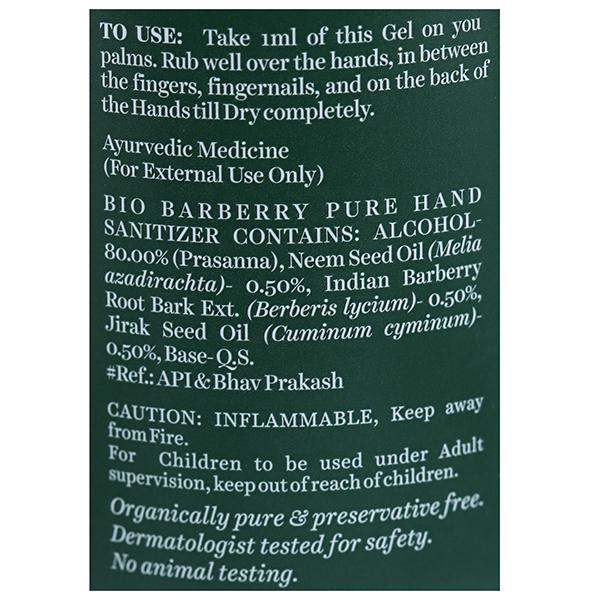 TO USE: Take 1ml of this Gel on you
palms. Rub well over the hands, in between
the fingers, fingernails, and on the back of
the Hands till Dry completely.
Ayurvedic Medicine
(For External Use Only)
BIO BARBERRY PURE HAND
SANITIZER CONTAINS: ALCOHOL-
80.00% (Prasanna), Neem Seed Oil (Melia
azadirachta)- 0.50%, Indian Barberry
Root Bark Ext. (Berberis lycium)- 0.50%,
Jirak Seed Oil (Cuminum cyminum)-
0.50%, Base- Q.S.
#Ref.: API & Bhav Prakash
CAUTION: INFLAMMABLE, Keep away
from Fire.
For Children to be used under Adult
supervision, keep out of reach of children.
Organically pure & preservative free.
Dermatologist tested for safety.
No animal testing.